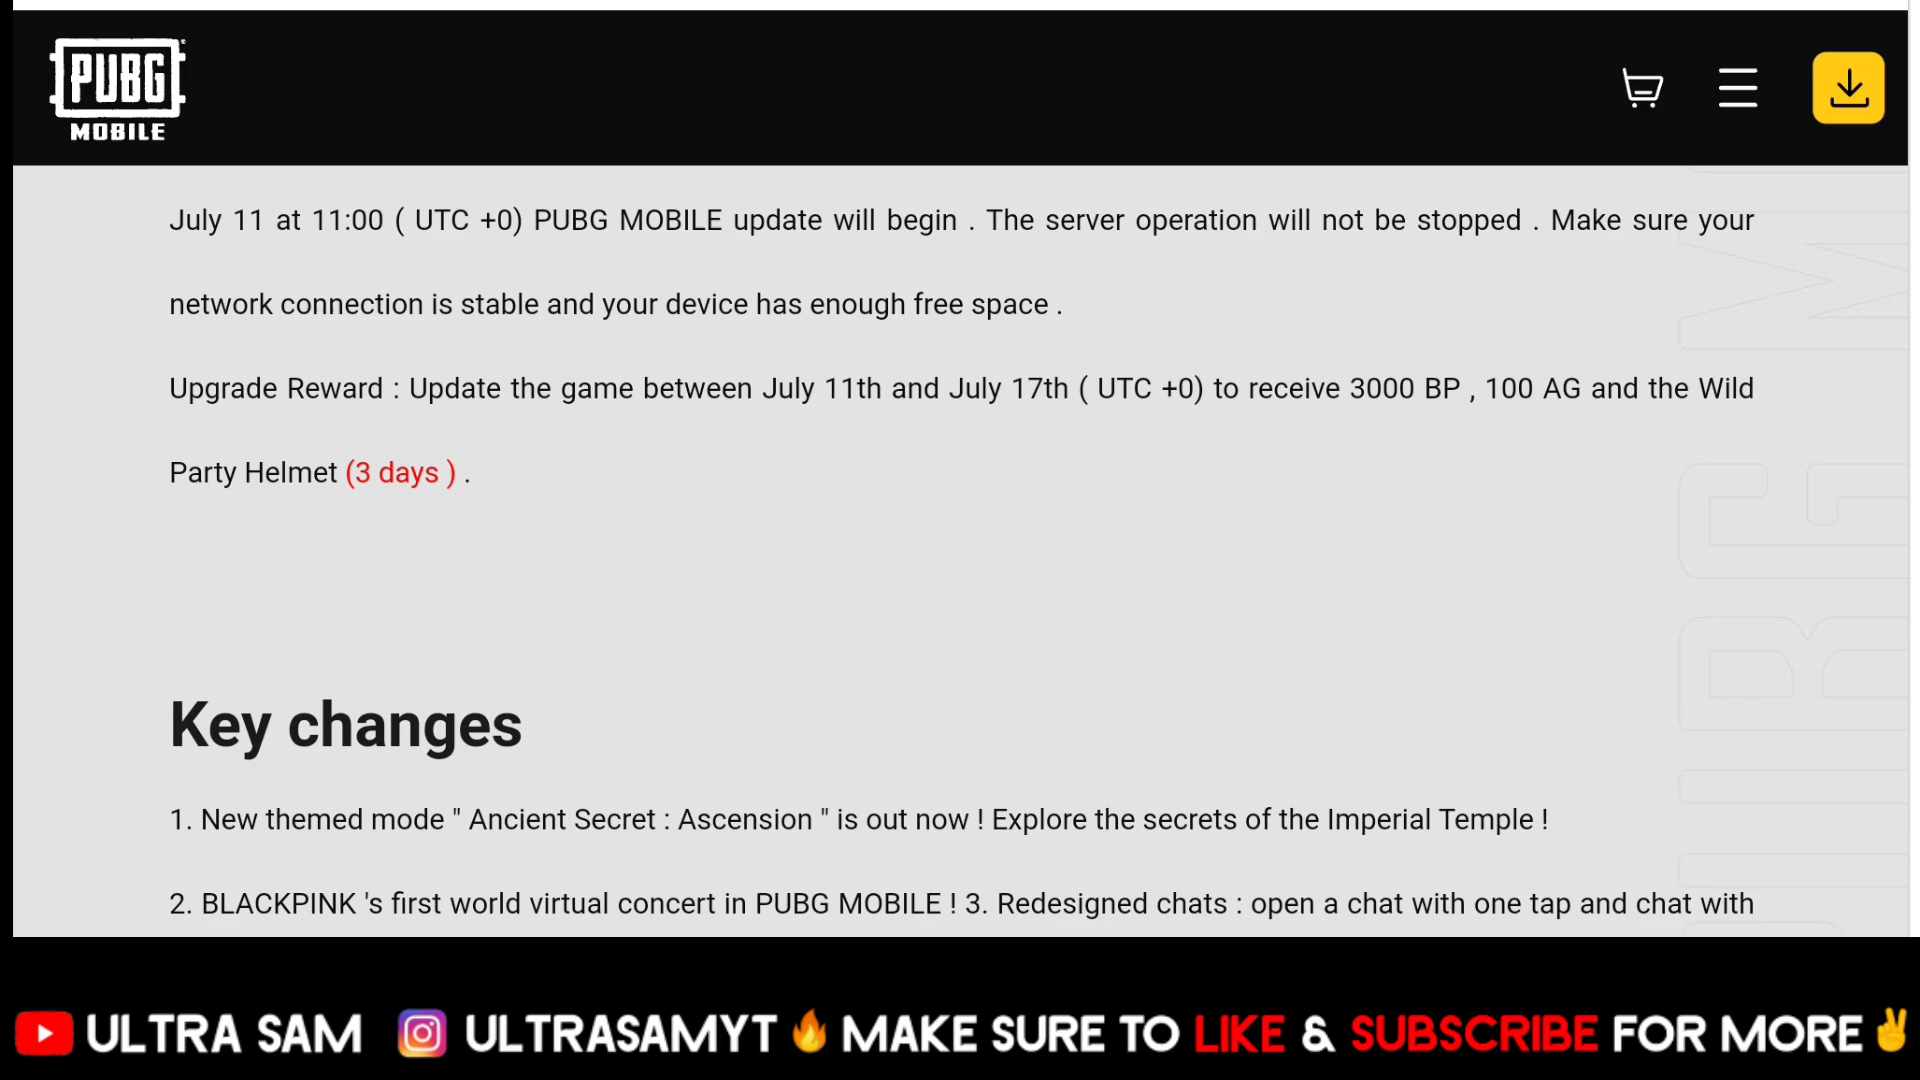 PUBG
MOBILE
July 11 at 11:00 ( UTC +0) PUBG MOBILE update will begin . The server operation will not be stopped . Make sure your
network connection is stable and your device has enough free space .
Upgrade Reward : Update the game between July 11th and July 17th ( UTC +0) to receive 3000 BP , 100 AG and the Wild
Party Helmet (3 days ) .
Key changes
1. New themed mode " Ancient Secret : Ascension " is out now ! Explore the secrets of the Imperial Temple !
2. BLACKPINK 's first world virtual concert in PUBG MOBILE ! 3. Redesigned chats : open a chat with one tap and chat with
ULTRA SAM ULTRASAMYT 🔥 MAKE SURE TO LIKE & SUBSCRIBE FOR MORE ✌